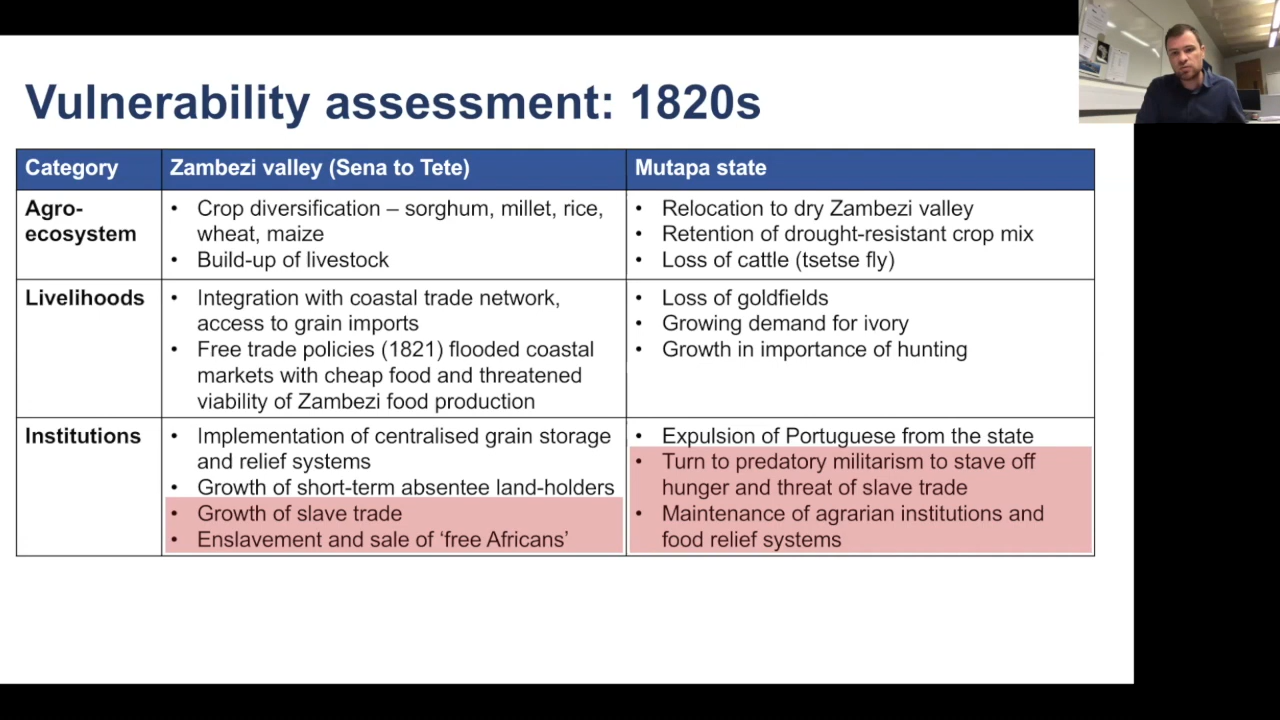 Vulnerability assessment: 1820s
Category
Zambezi valley (Sena to Tete)
Mutapa state
Agro-
ecosystem
• Crop diversification – sorghum, millet, rice,
wheat, maize
• Build-up of livestock
• Relocation to dry Zambezi valley
• Retention of drought-resistant crop mix
• Loss of cattle (tsetse fly)
Livelihoods
• Integration with coastal trade network,
access to grain imports
• Free trade policies (1821) flooded coastal
markets with cheap food and threatened
viability of Zambezi food production
• Loss of goldfields
• Growing demand for ivory
• Growth in importance of hunting
Institutions
• Implementation of centralised grain storage
and relief systems
• Growth of short-term absentee land-holders
• Growth of slave trade
• Enslavement and sale of ‘free Africans’
• Expulsion of Portuguese from the state
• Turn to predatory militarism to stave off
hunger and threat of slave trade
• Maintenance of agrarian institutions and
food relief systems